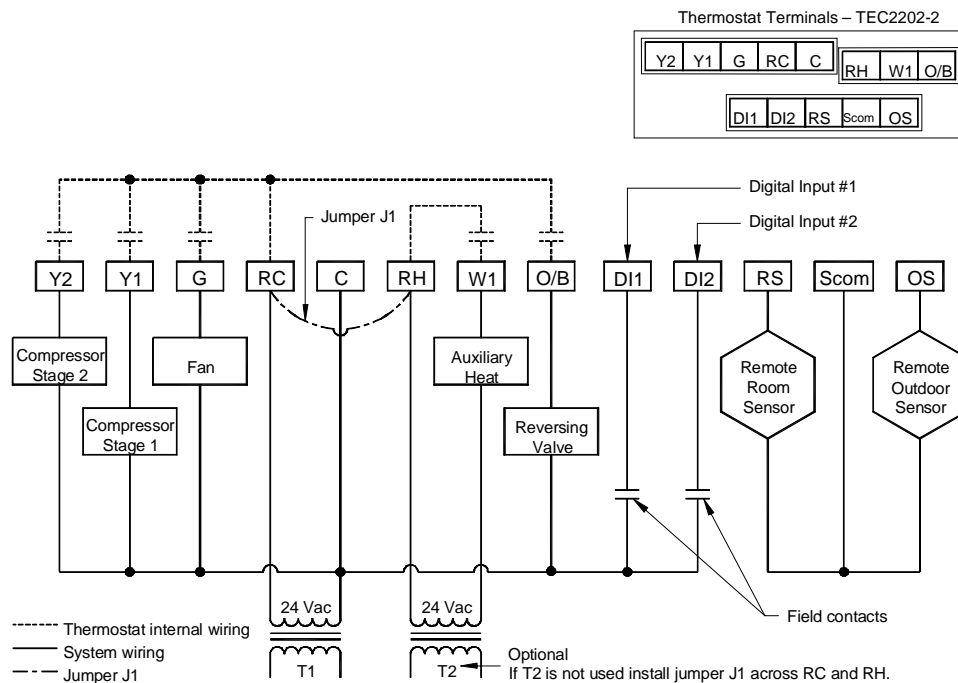 Thermostat Terminals – TEC2202-2
Y2 Y1 G RC C
RH W1 O/B
DI1 DI2 RS Scom OS
Digital Input #1
Jumper J1
Digital Input #2
Y2 Y1 G RC C RH W1 O/B DI1 DI2 RS Scom OS
Compressor
Stage 2
Fan
Auxiliary
Heat
Remote
Room
Sensor
Remote
Outdoor
Sensor
Compressor
Stage 1
Reversing
Valve
24 Vac
24 Vac
Field contacts
Thermostat internal wiring
System wiring
Jumper J1
T1
T2
Optional
If T2 is not used install jumper J1 across RC and RH.